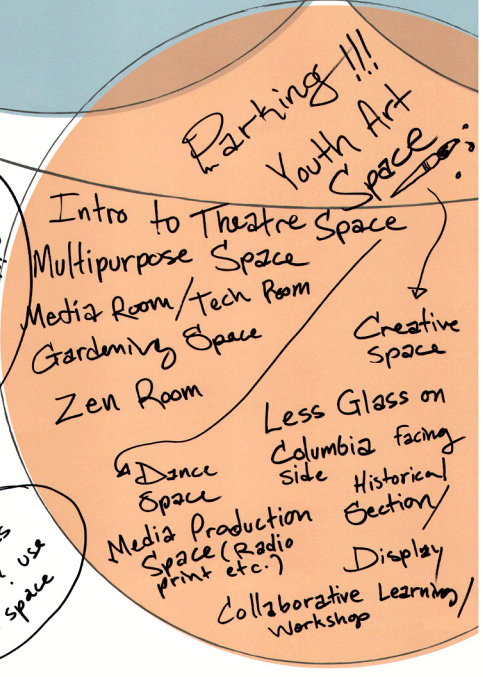 Parking!!!
Youth Art
Space
Intro to Theatre Space
Multipurpose Space
Media Room/Tech Room
Gardening Space
Zen Room
Creative
Space
Less Glass on
Columbia facing
side
Dance
Space
Historical
Section/
Display
Media Production
Space (Radio
print etc.)
Collaborative Learning/
Workshop
use
space